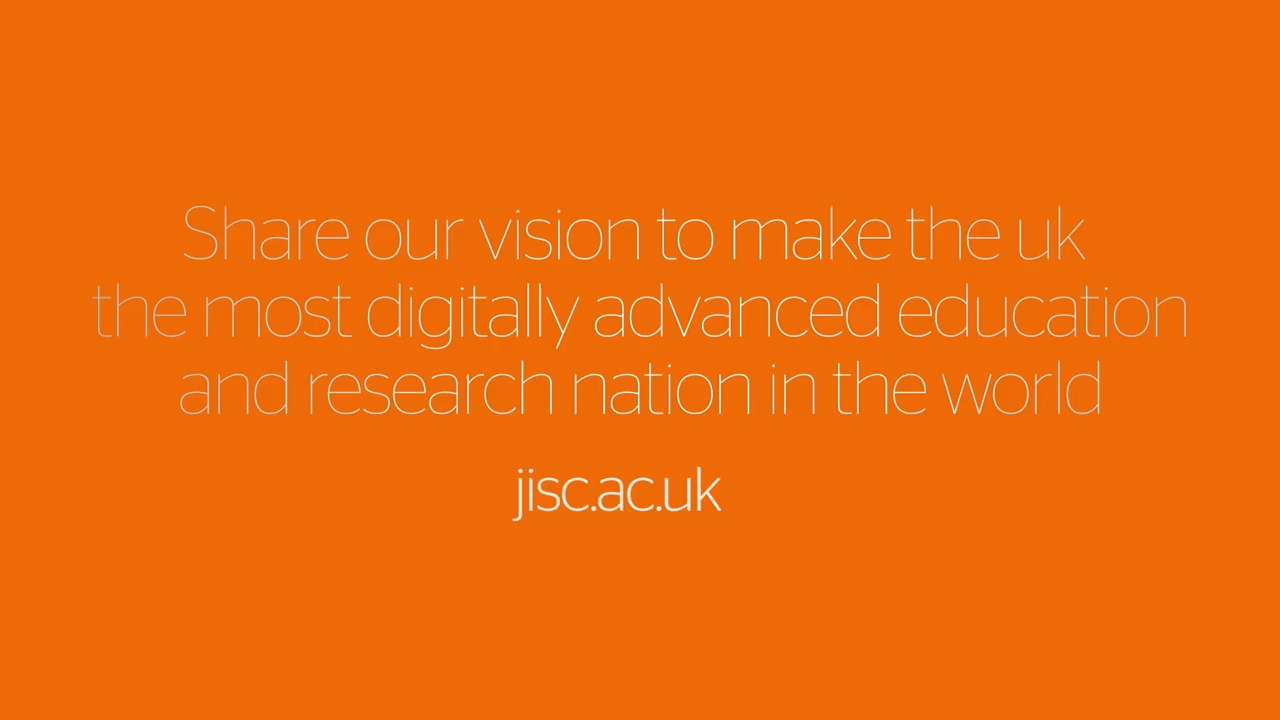 Share our vision to make the uk
the most digitally advanced education
and research nation in the world
jisc.ac.uk